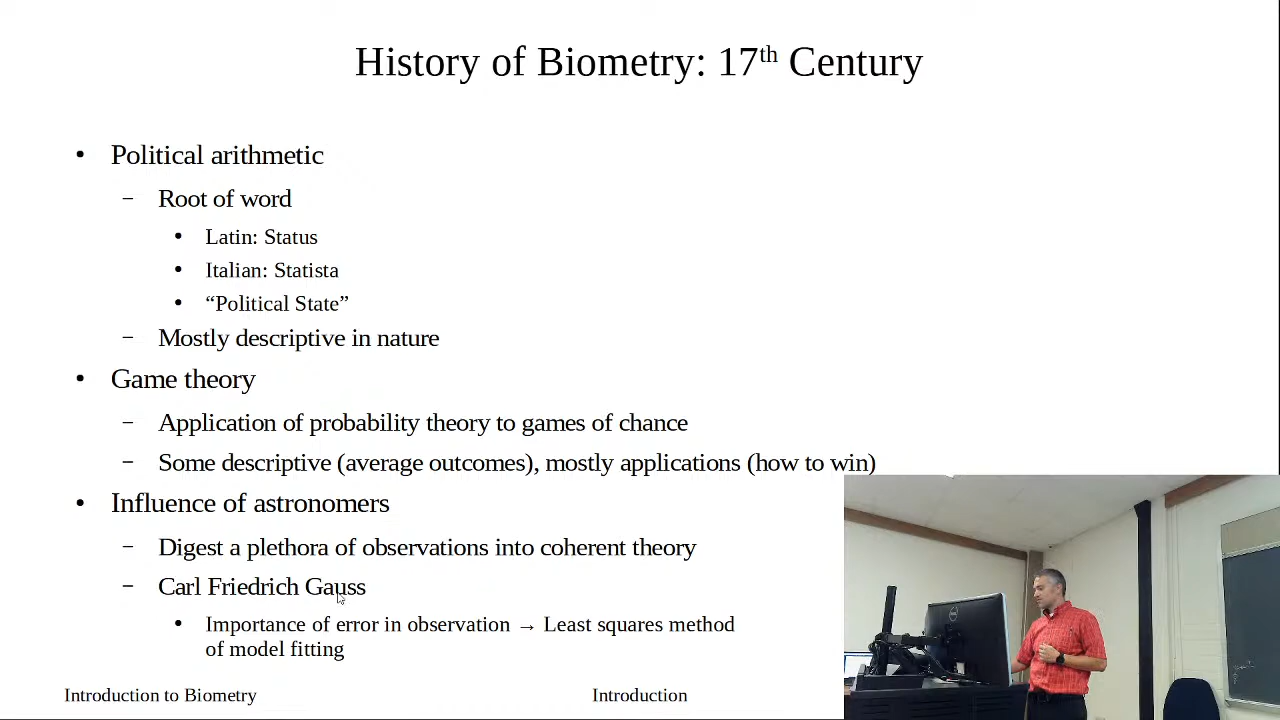 History of Biometry: 17th Century
• Political arithmetic
– Root of word
• Latin: Status
• Italian: Statista
• “Political State”
– Mostly descriptive in nature
• Game theory
– Application of probability theory to games of chance
– Some descriptive (average outcomes), mostly applications (how to win)
• Influence of astronomers
– Digest a plethora of observations into coherent theory
– Carl Friedrich Gauss
• Importance of error in observation → Least squares method
of model fitting
Introduction to Biometry
Introduction